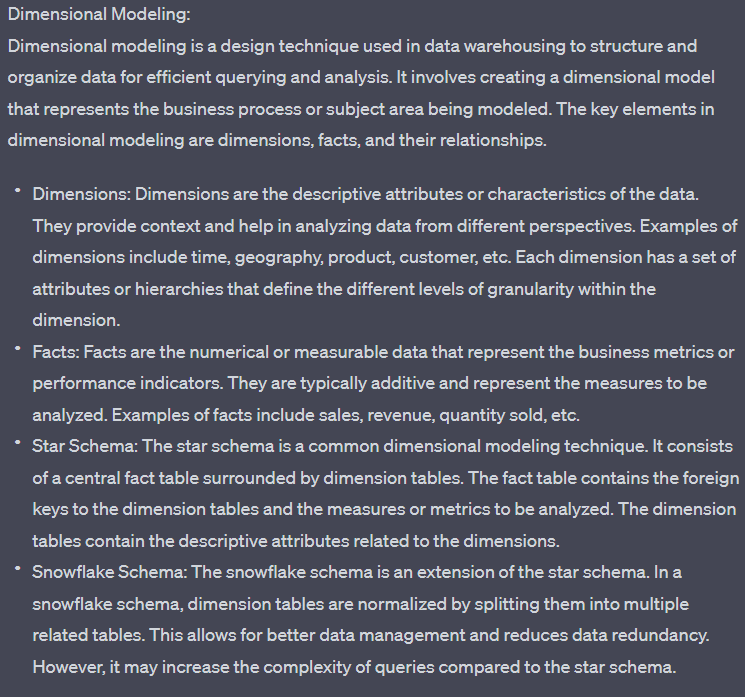 Dimensional Modeling:
Dimensional modeling is a design technique used in data warehousing to structure and
organize data for efficient querying and analysis. It involves creating a dimensional model
that represents the business process or subject area being modeled. The key elements in
dimensional modeling are dimensions, facts, and their relationships.
• Dimensions: Dimensions are the descriptive attributes or characteristics of the data.
They provide context and help in analyzing data from different perspectives. Examples of
dimensions include time, geography, product, customer, etc. Each dimension has a set of
attributes or hierarchies that define the different levels of granularity within the
dimension.
• Facts: Facts are the numerical or measurable data that represent the business metrics or
performance indicators. They are typically additive and represent the measures to be
analyzed. Examples of facts include sales, revenue, quantity sold, etc.
• Star Schema: The star schema is a common dimensional modeling technique. It consists
of a central fact table surrounded by dimension tables. The fact table contains the foreign
keys to the dimension tables and the measures or metrics to be analyzed. The dimension
tables contain the descriptive attributes related to the dimensions.
• Snowflake Schema: The snowflake schema is an extension of the star schema. In a
snowflake schema, dimension tables are normalized by splitting them into multiple
related tables. This allows for better data management and reduces data redundancy.
However, it may increase the complexity of queries compared to the star schema.